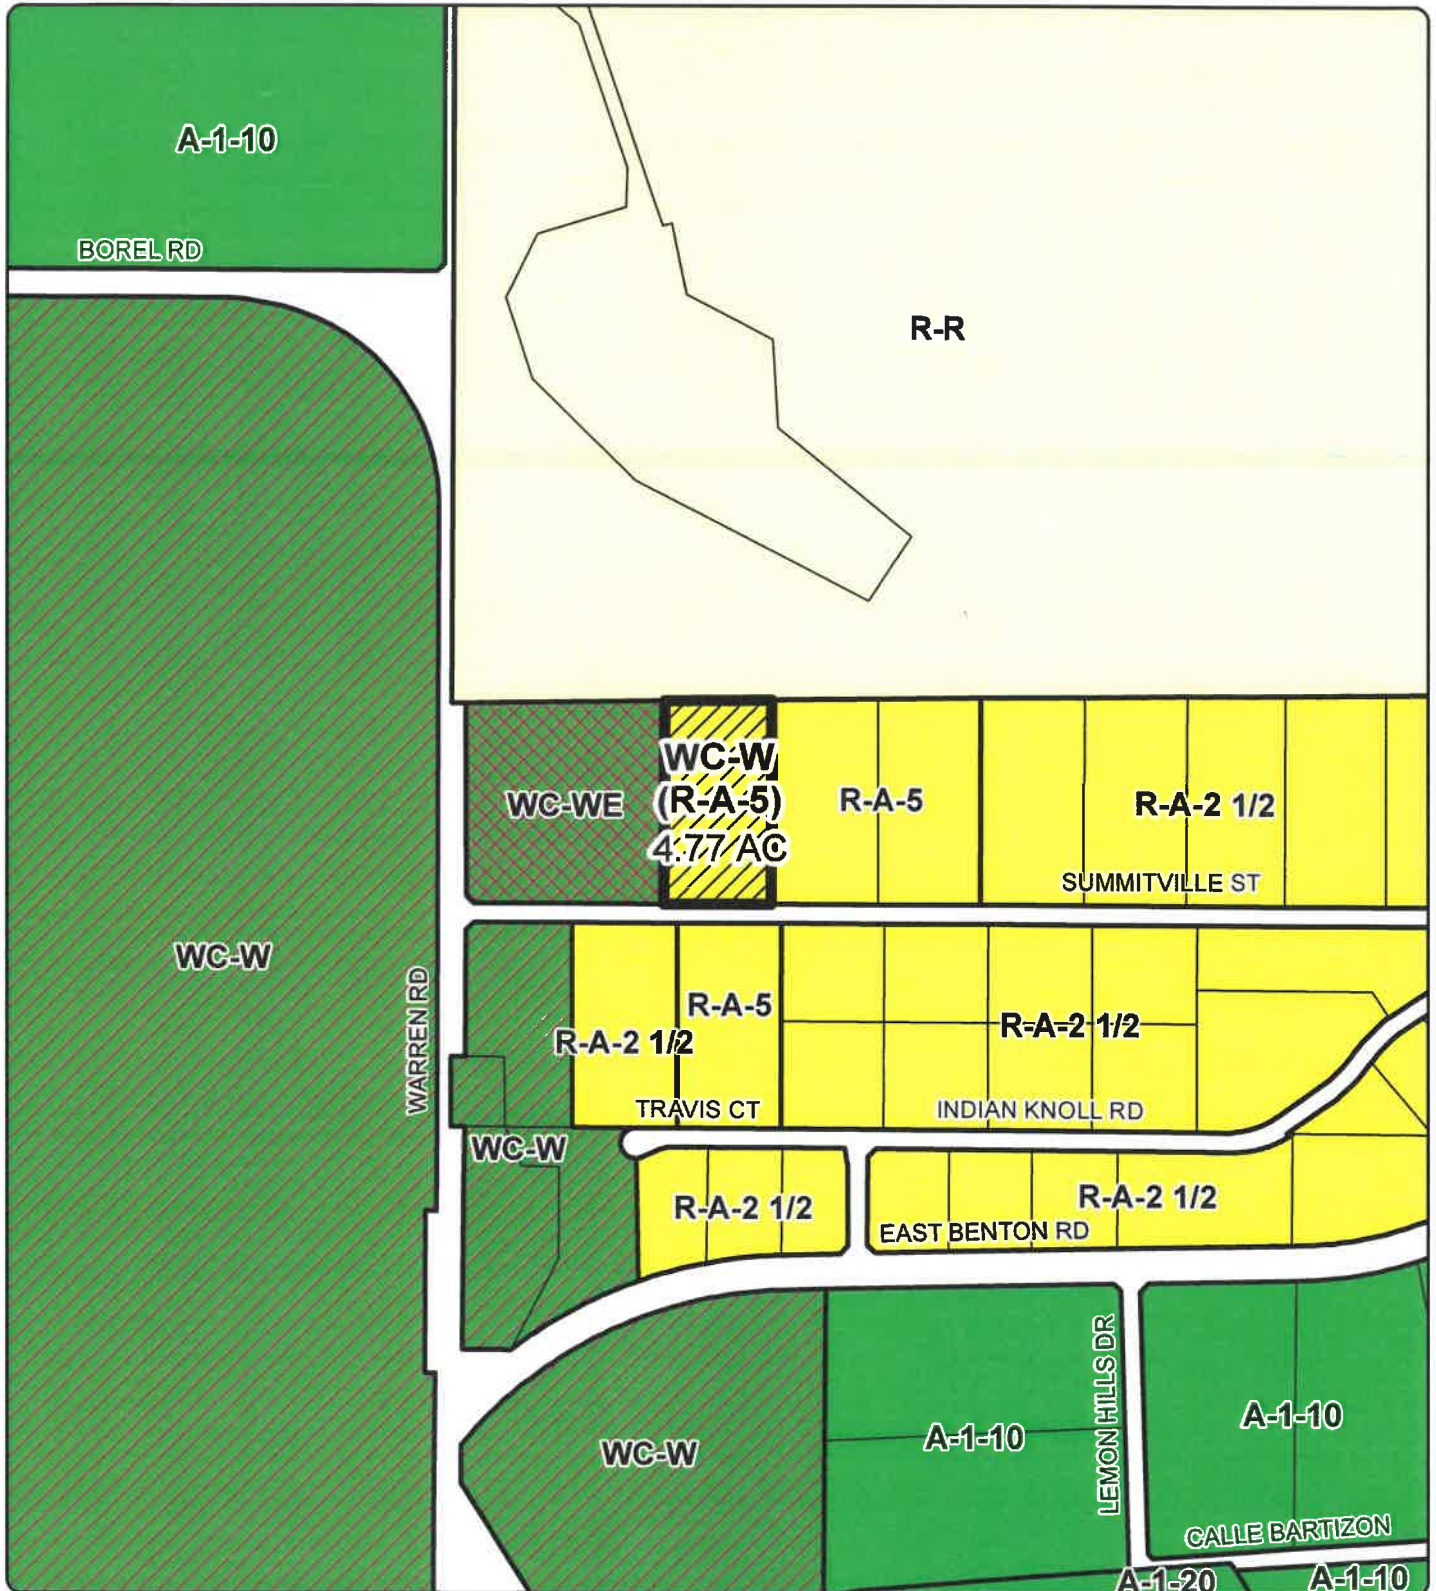 A-1-10
BOREL RD
R-R
WC-WE
WC-W
(R-A-5)
4.77 AC
R-A-5
R-A-2 1/2
SUMMITVILLE ST
WC-W
WARREN RD
R-A-2 1/2
R-A-5
R-A-2 1/2
TRAVIS CT
INDIAN KNOLL RD
WC-W
R-A-2 1/2
R-A-2 1/2
EAST BENTON RD
WC-W
A-1-10
LEMON HILLS DR
A-1-10
CALLE BARTIZON
A-1-20
A-1-10